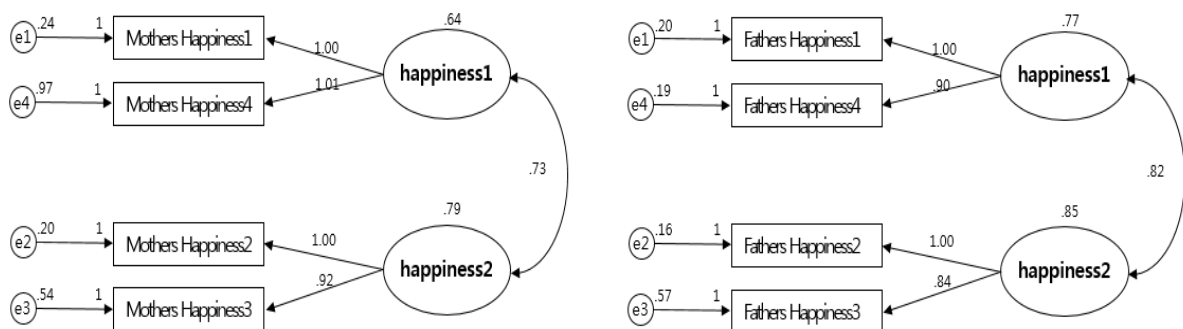 .24
1
e1
Mothers Happiness1
1.00
.64
happiness1
.97
1
e4
Mothers Happiness4
1.01
.73
.20
1
e2
Mothers Happiness2
1.00
.79
happiness2
.54
1
e3
Mothers Happiness3
.92
.20
1
e1
Fathers Happiness1
1.00
.77
happiness1
.19
1
e4
Fathers Happiness4
.90
.82
.16
1
e2
Fathers Happiness2
1.00
.85
happiness2
.57
1
e3
Fathers Happiness3
.84